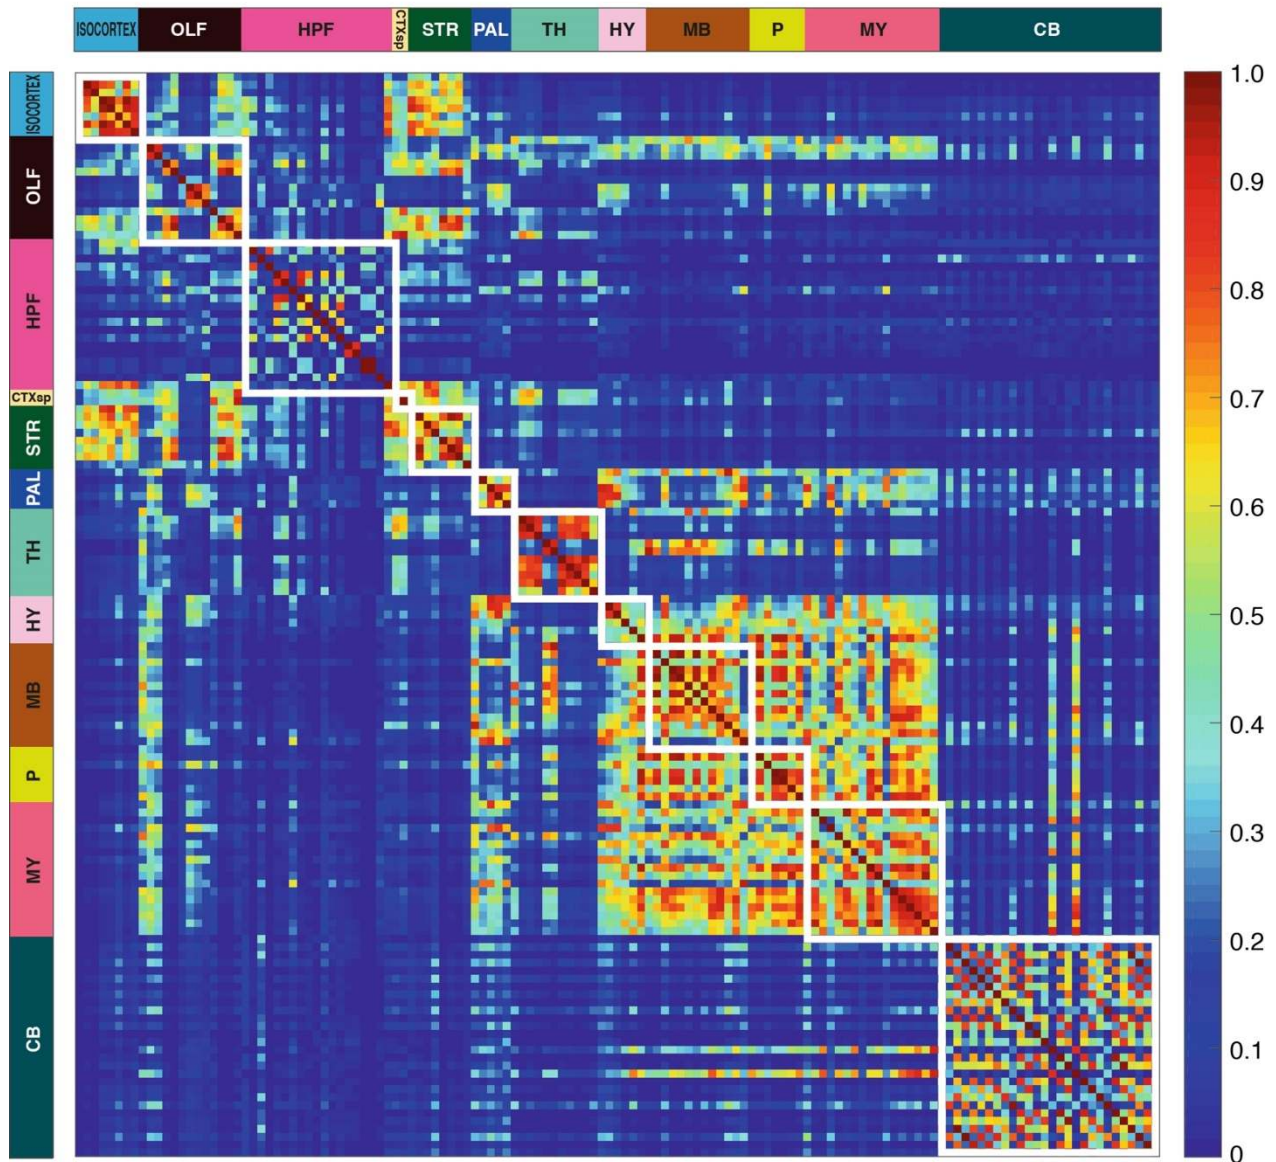 ISOCORTEX OLF HPF CTXsp STR PAL TH HY MB P MY CB
ISOCORTEX
OLF
HPF
CTXsp
STR
PAL
TH
HY
MB
P
MY
CB
1.0
0.9
0.8
0.7
0.6
0.5
0.4
0.3
0.2
0.1
0